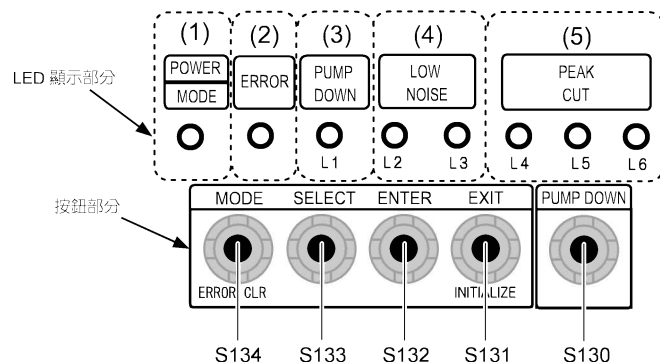 (1) (2) (3) (4) (5)
POWER
MODE
ERROR
PUMP
DOWN
LOW
NOISE
PEAK
CUT
LED 顯示部分
L1 L2 L3 L4 L5 L6
MODE SELECT ENTER EXIT PUMP DOWN
按鈕部分
ERROR CLR INITIALIZE
S134 S133 S132 S131 S130